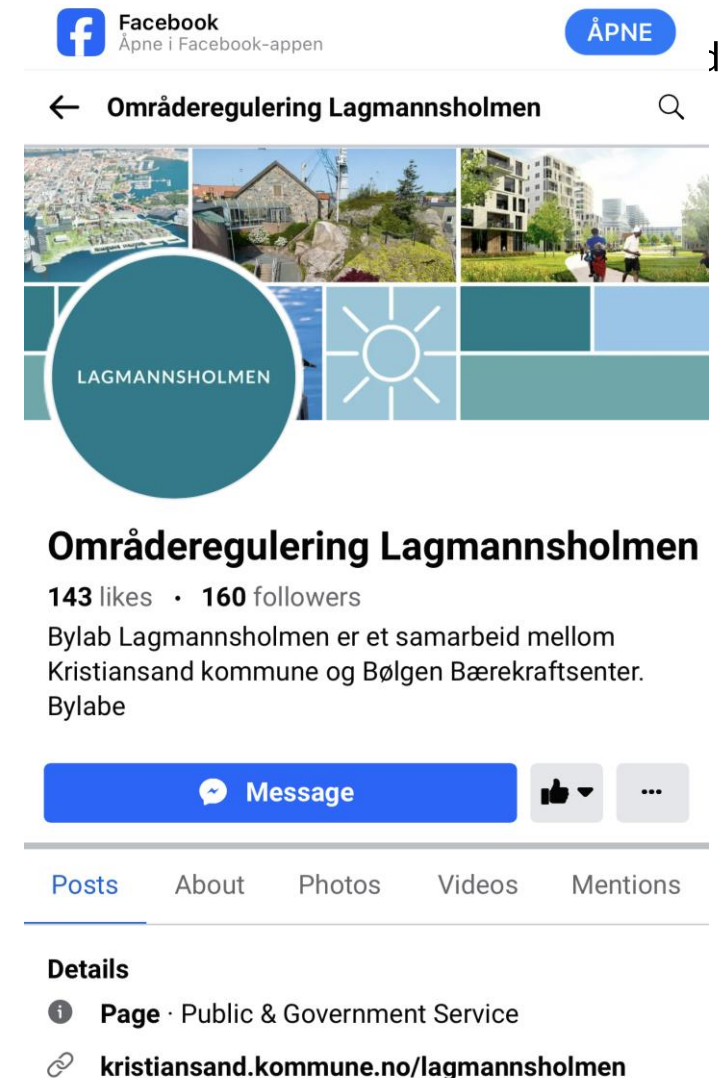 Facebook
Åpne i Facebook-appen
ÅPNE
d
Områderegulering Lagmannsholmen
LAGMANNSHOLMEN
Områderegulering Lagmannsholmen
143 likes · 160 followers
Bylab Lagmannsholmen er et samarbeid mellom
Kristiansand kommune og Bølgen Bærekraftsenter.
Bylabe
Message
Posts About Photos Videos Mentions
Details
Page · Public & Government Service
kristiansand.kommune.no/lagmannsholmen